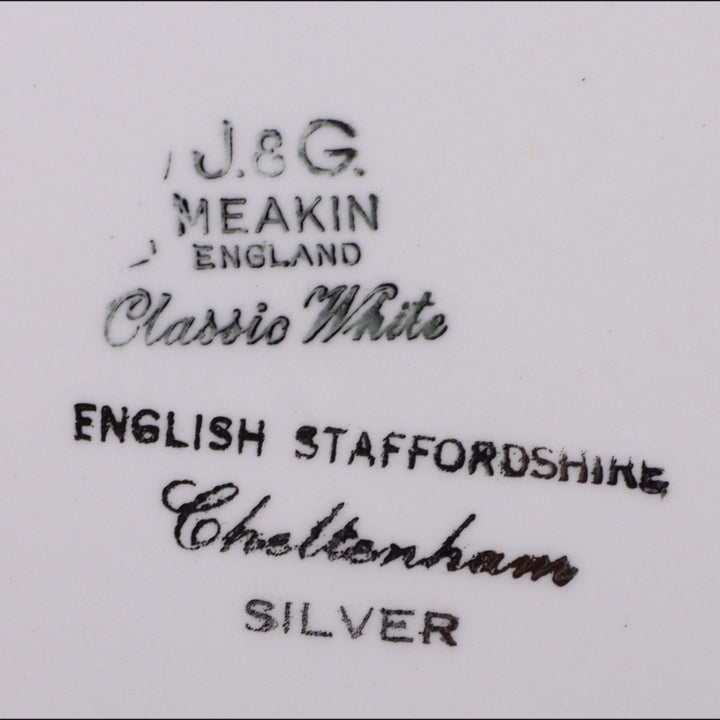 J.&G.
MEAKIN
ENGLAND
Classic White
ENGLISH STAFFORDSHIRE
Cheltenham
SILVER